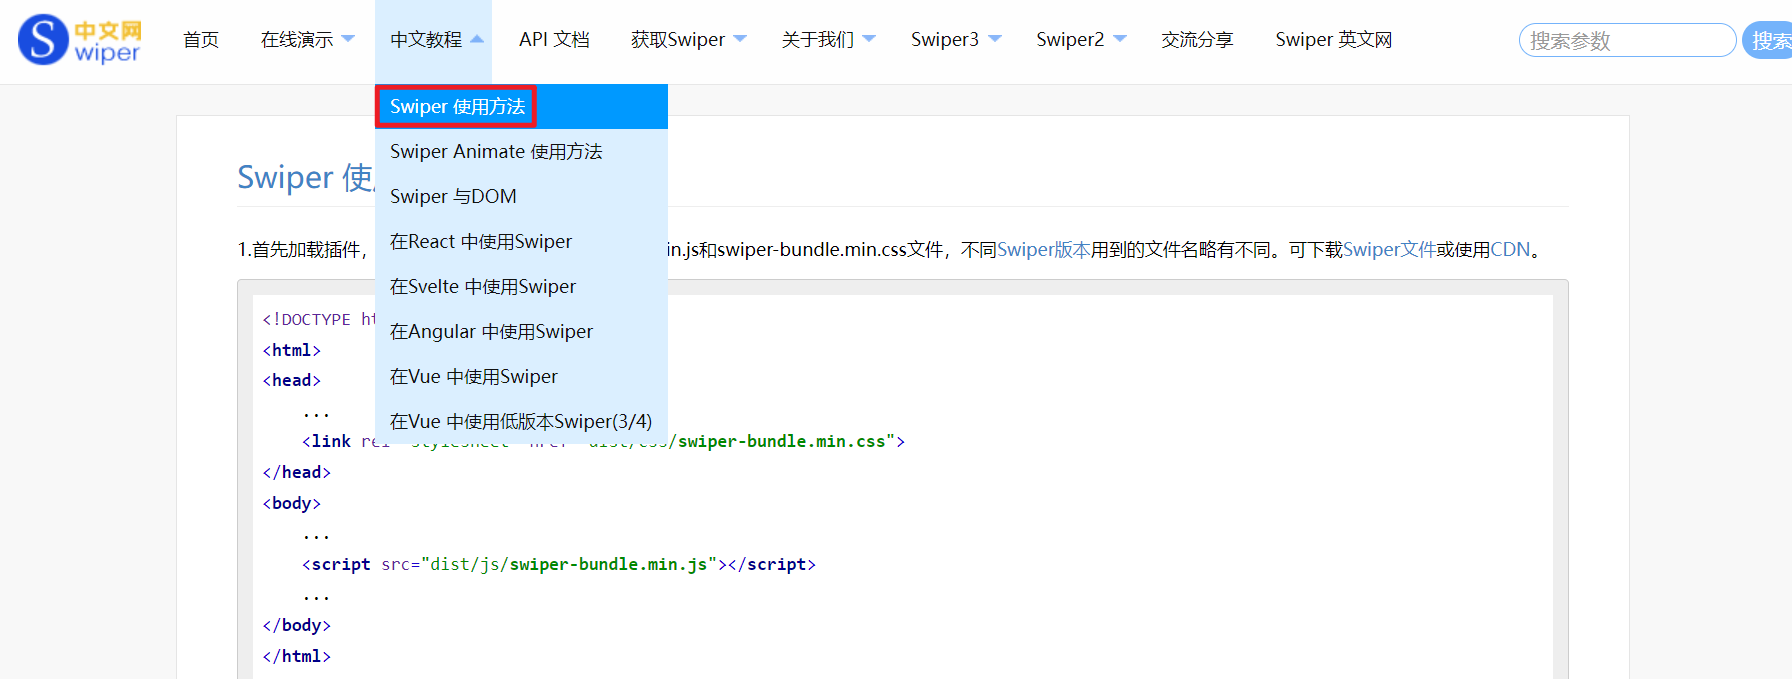 S 中文网 wiper
首页 在线演示 中文教程 API 文档 获取Swiper 关于我们 Swiper3 Swiper2 交流分享 Swiper 英文网 搜索参数 搜索
Swiper 使用方法
Swiper Animate 使用方法
Swiper 与DOM
在React 中使用Swiper
在Svelte 中使用Swiper
在Angular 中使用Swiper
在Vue 中使用Swiper
在Vue 中使用低版本Swiper(3/4)
Swiper 使
1.首先加载插件, in.js和swiper-bundle.min.css文件，不同Swiper版本用到的文件名略有不同。可下载Swiper文件或使用CDN。
<!DOCTYPE ht
<html>
<head>
...
<link rel="stylesheet" href="dist/css/swiper-bundle.min.css">
</head>
<body>
...
<script src="dist/js/swiper-bundle.min.js"></script>
...
</body>
</html>